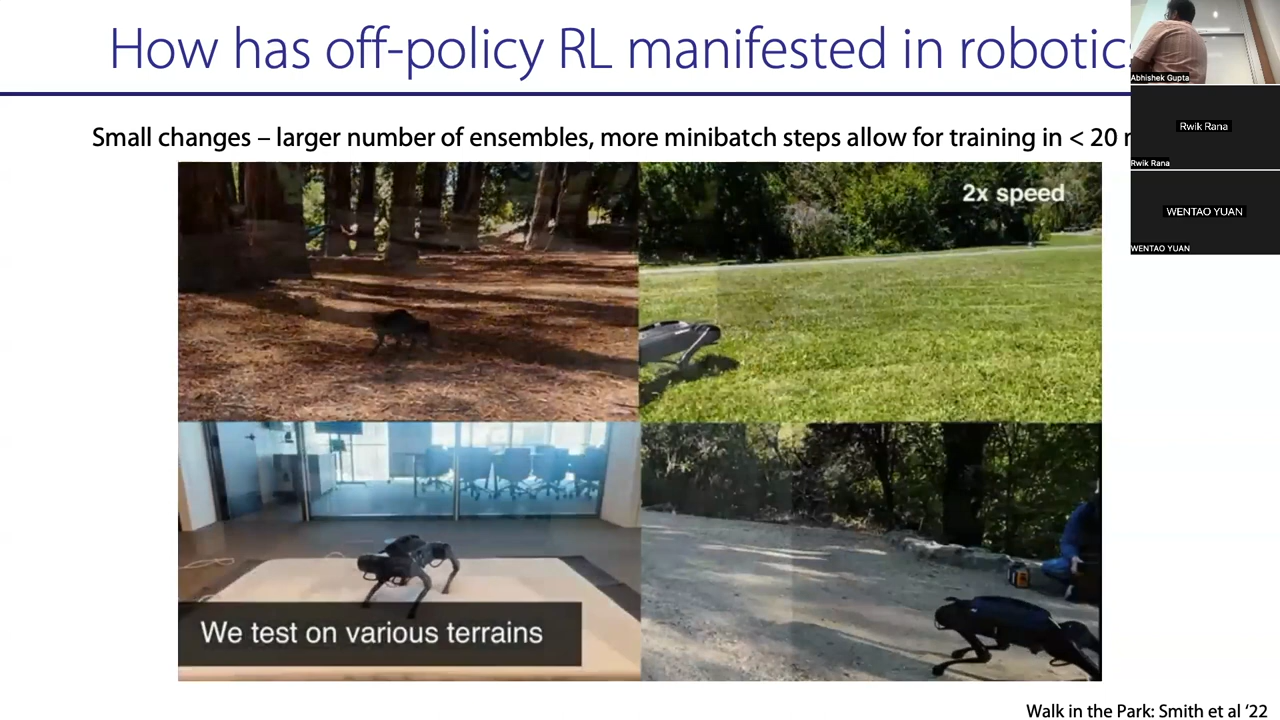 How has off-policy RL manifested in robotics
Small changes – larger number of ensembles, more minibatch steps allow for training in < 20
2x speed
We test on various terrains
Walk in the Park: Smith et al ‘22
Abhishek Gupta
Rwik Rana
Rwik Rana
WENTAO YUAN
WENTAO YUAN